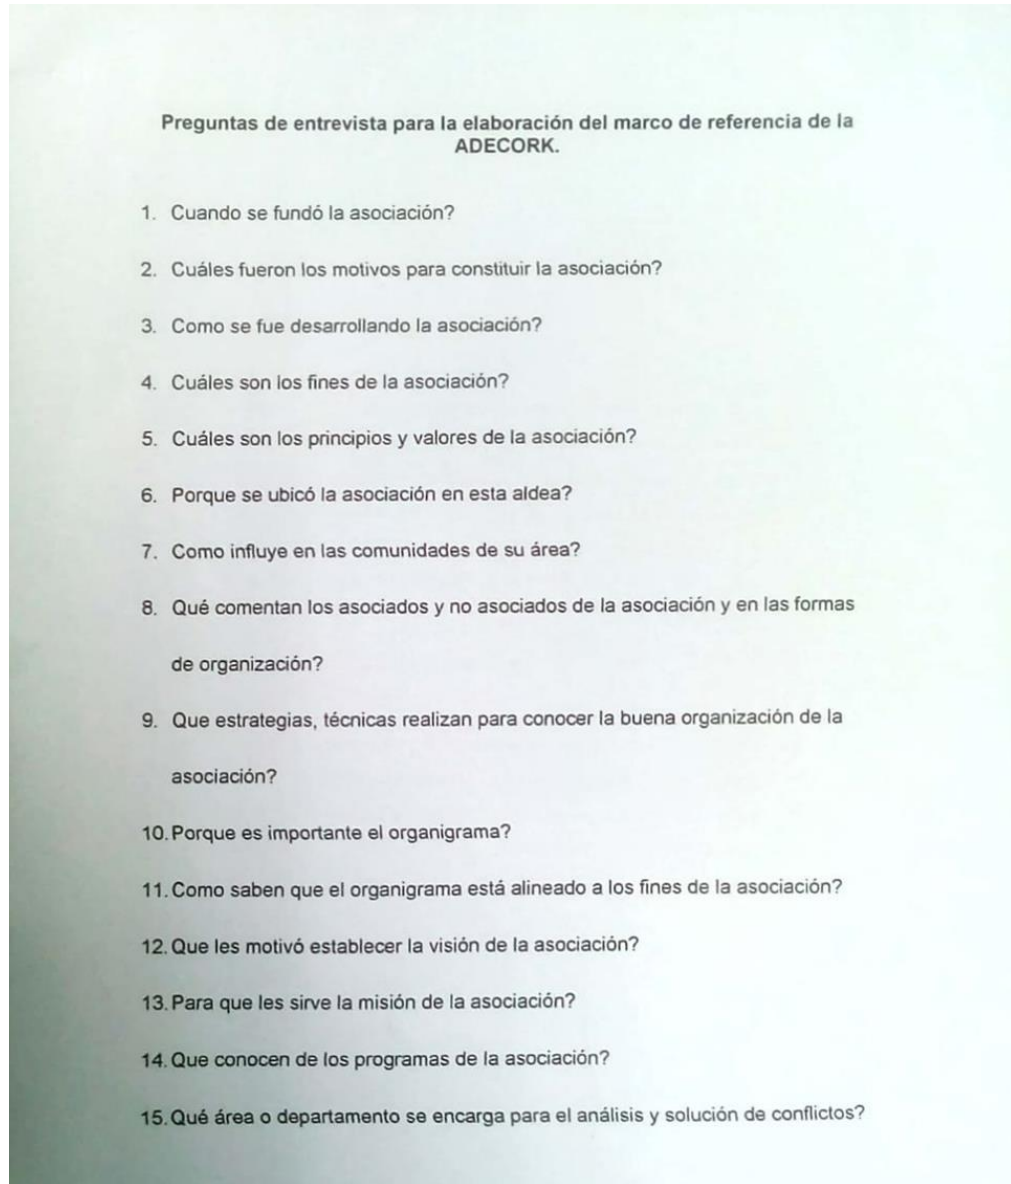 Preguntas de entrevista para la elaboración del marco de referencia de la
ADECORK.
1. Cuando se fundó la asociación?
2. Cuáles fueron los motivos para constituir la asociación?
3. Como se fue desarrollando la asociación?
4. Cuáles son los fines de la asociación?
5. Cuáles son los principios y valores de la asociación?
6. Porque se ubicó la asociación en esta aldea?
7. Como influye en las comunidades de su área?
8. Qué comentan los asociados y no asociados de la asociación y en las formas
de organización?
9. Que estrategias, técnicas realizan para conocer la buena organización de la
asociación?
10. Porque es importante el organigrama?
11. Como saben que el organigrama está alineado a los fines de la asociación?
12. Que les motivó establecer la visión de la asociación?
13. Para que les sirve la misión de la asociación?
14. Que conocen de los programas de la asociación?
15. Qué área o departamento se encarga para el análisis y solución de conflictos?